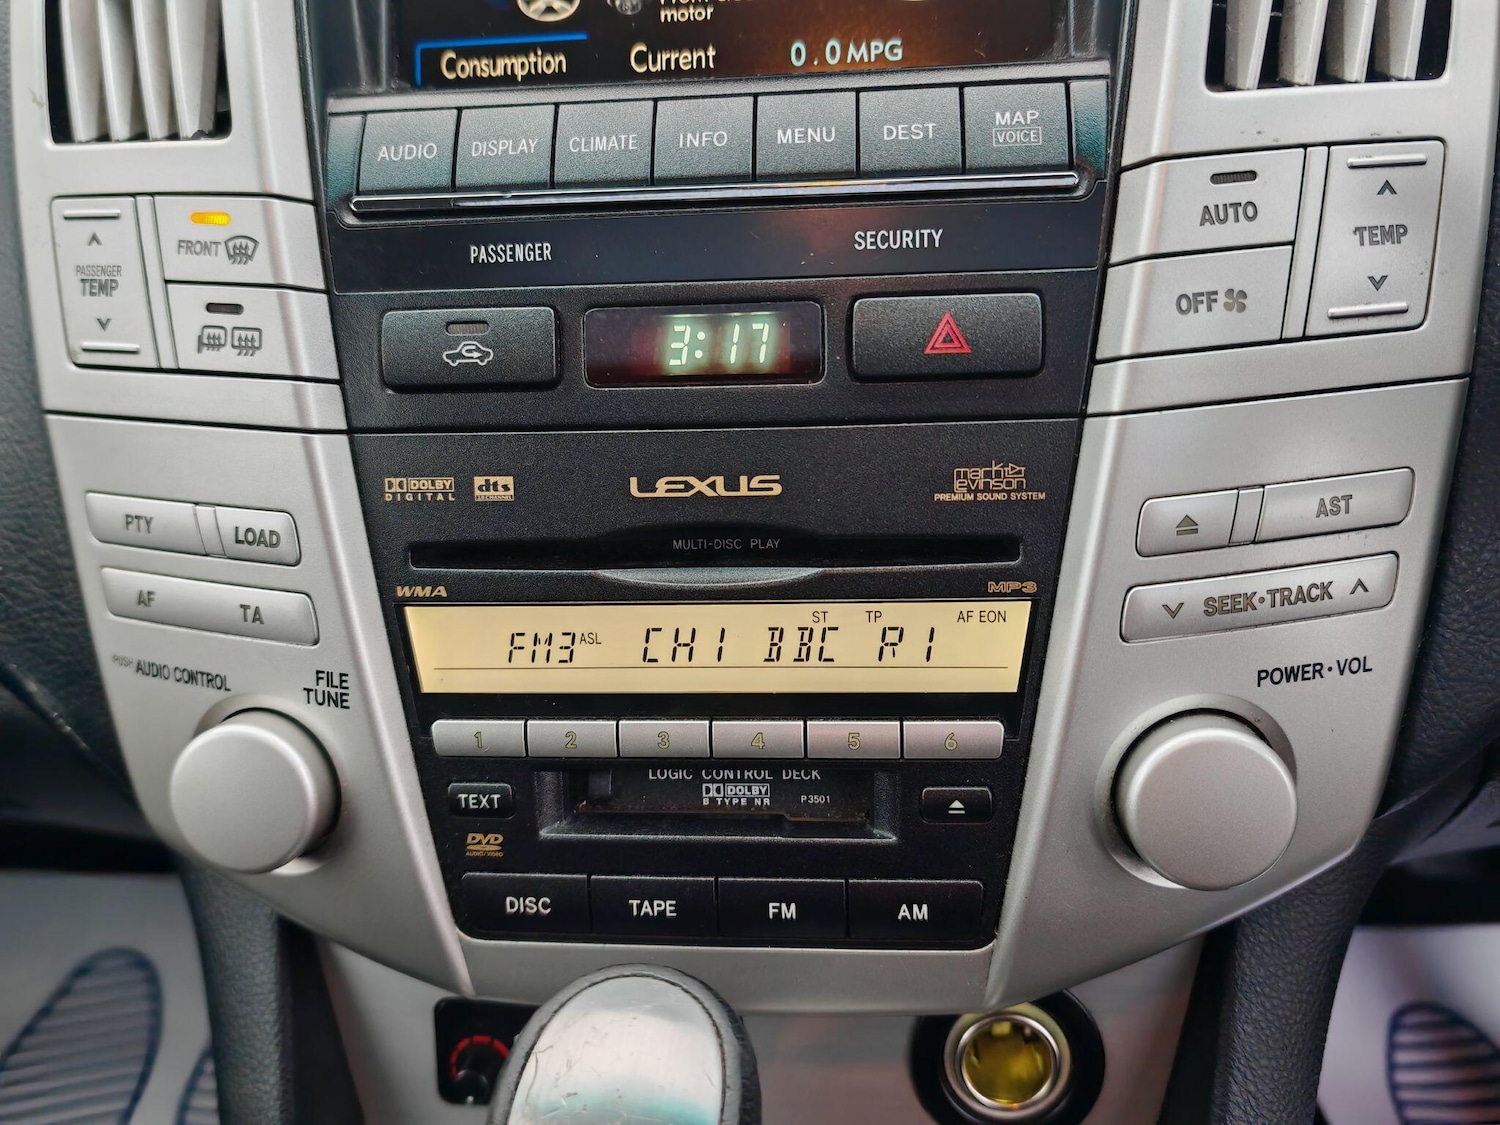 motor
Consumption Current 0.0 MPG
AUDIO DISPLAY CLIMATE INFO MENU DEST MAP
VOICE
AUTO
PASSENGER SECURITY
FRONT
PASSENGER
TEMP
TEMP
OFF
3:17
DOLBY
DIGITAL
dts
LEXUS
mark
levinson
PREMIUM SOUND SYSTEM
PTY LOAD
AST
MULTI-DISC PLAY
WMA MP3
AF TA
SEEK·TRACK
ST TP AF EON
FM3 ASL CH1 BBC R1
PUSH AUDIO CONTROL
FILE
TUNE
POWER·VOL
1 2 3 4 5 6
LOGIC CONTROL DECK
DOLBY
B TYPE NR P3501
TEXT
DVD
AUDIO/VIDEO
DISC TAPE FM AM